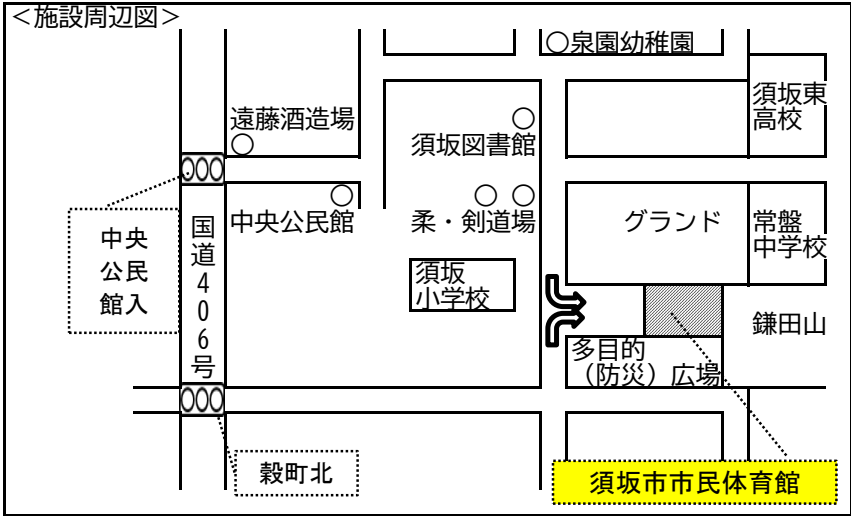 ＜施設周辺図＞
○泉園幼稚園
須坂東
高校
遠藤酒造場
○
○
須坂図書館
○○○
○
中央公民館
○ ○
柔・剣道場
グランド
常盤
中学校
中央
公民
館入
国道406号
須坂
小学校
鎌田山
多目的
（防災）広場
○○○
穀町北
須坂市市民体育館